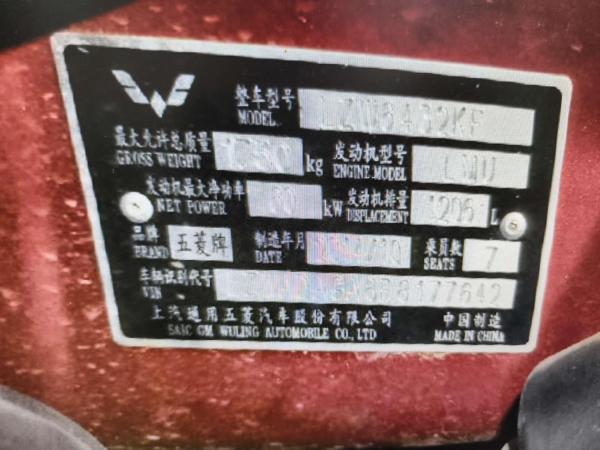 整车型号
MODEL
最大允许总质量
GROSS WEIGHT kg
发动机型号 LMU
ENGINE MODEL
发动机最大净功率
NET POWER kW
发动机排量
DISPLACEMENT L
品牌 五菱牌
BRAND
制造年月
DATE
乘员数 7
SEATS
车辆识别代号
VIN
上汽通用五菱汽车股份有限公司
SAIC GM WULING AUTOMOBILE CO., LTD
中国制造
MADE IN CHINA